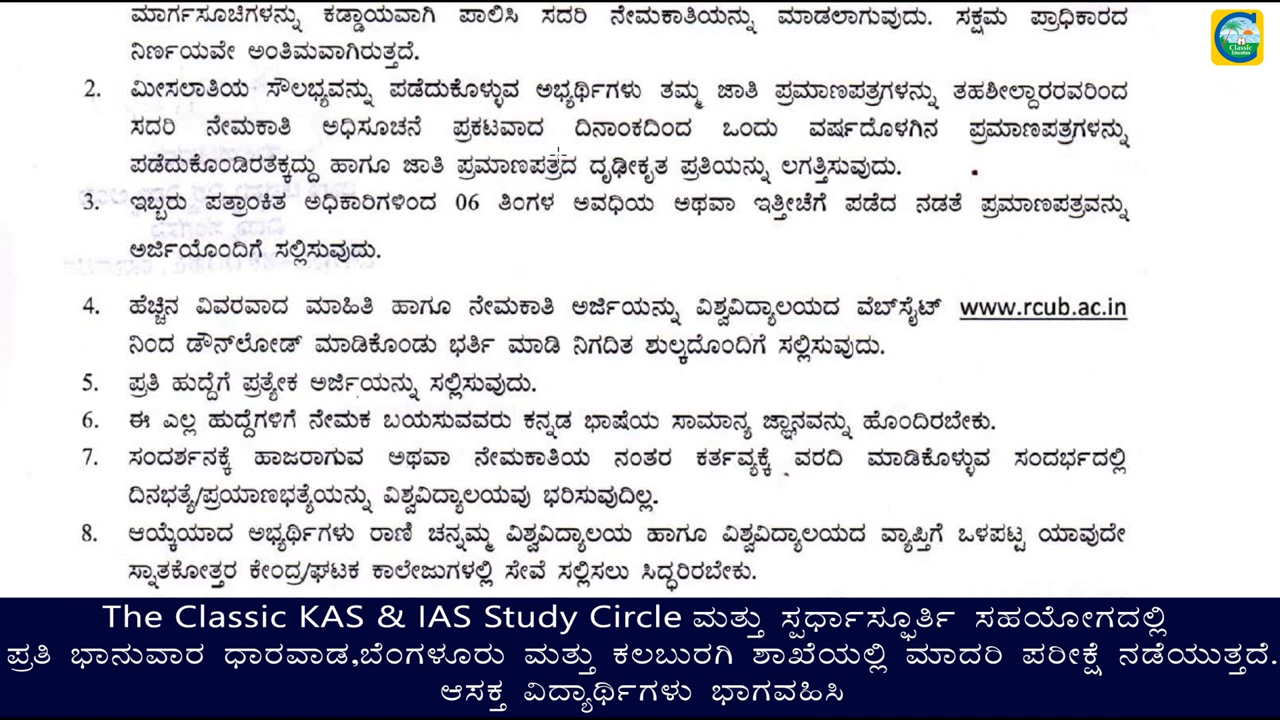 ಮಾರ್ಗಸೂಚಿಗಳನ್ನು ಕಡ್ಡಾಯವಾಗಿ ಪಾಲಿಸಿ ಸದರಿ ನೇಮಕಾತಿಯನ್ನು ಮಾಡಲಾಗುವುದು. ಸಕ್ಷಮ ಪ್ರಾಧಿಕಾರದ
ನಿರ್ಣಯವೇ ಅಂತಿಮವಾಗಿರುತ್ತದೆ.
2. ಮೀಸಲಾತಿಯ ಸೌಲಭ್ಯವನ್ನು ಪಡೆದುಕೊಳ್ಳುವ ಅಭ್ಯರ್ಥಿಗಳು ತಮ್ಮ ಜಾತಿ ಪ್ರಮಾಣಪತ್ರಗಳನ್ನು ತಹಶೀಲ್ದಾರರವರಿಂದ
ಸದರಿ ನೇಮಕಾತಿ ಅಧಿಸೂಚನೆ ಪ್ರಕಟವಾದ ದಿನಾಂಕದಿಂದ ಒಂದು ವರ್ಷದೊಳಗಿನ ಪ್ರಮಾಣಪತ್ರಗಳನ್ನು
ಪಡೆದುಕೊಂಡಿರತಕ್ಕದ್ದು ಹಾಗೂ ಜಾತಿ ಪ್ರಮಾಣಪತ್ರದ ದೃಢೀಕೃತ ಪ್ರತಿಯನ್ನು ಲಗತ್ತಿಸುವುದು.
3. ಇಬ್ಬರು ಪತ್ರಾಂಕಿತ ಅಧಿಕಾರಿಗಳಿಂದ 06 ತಿಂಗಳ ಅವಧಿಯ ಅಥವಾ ಇತ್ತೀಚೆಗೆ ಪಡೆದ ನಡತೆ ಪ್ರಮಾಣಪತ್ರವನ್ನು
ಅರ್ಜಿಯೊಂದಿಗೆ ಸಲ್ಲಿಸುವುದು.
4. ಹೆಚ್ಚಿನ ವಿವರವಾದ ಮಾಹಿತಿ ಹಾಗೂ ನೇಮಕಾತಿ ಅರ್ಜಿಯನ್ನು ವಿಶ್ವವಿದ್ಯಾಲಯದ ವೆಬ್‌ಸೈಟ್ www.rcub.ac.in
ನಿಂದ ಡೌನ್‌ಲೋಡ್ ಮಾಡಿಕೊಂಡು ಭರ್ತಿ ಮಾಡಿ ನಿಗದಿತ ಶುಲ್ಕದೊಂದಿಗೆ ಸಲ್ಲಿಸುವುದು.
5. ಪ್ರತಿ ಹುದ್ದೆಗೆ ಪ್ರತ್ಯೇಕ ಅರ್ಜಿಯನ್ನು ಸಲ್ಲಿಸುವುದು.
6. ಈ ಎಲ್ಲ ಹುದ್ದೆಗಳಿಗೆ ನೇಮಕ ಬಯಸುವವರು ಕನ್ನಡ ಭಾಷೆಯ ಸಾಮಾನ್ಯ ಜ್ಞಾನವನ್ನು ಹೊಂದಿರಬೇಕು.
7. ಸಂದರ್ಶನಕ್ಕೆ ಹಾಜರಾಗುವ ಅಥವಾ ನೇಮಕಾತಿಯ ನಂತರ ಕರ್ತವ್ಯಕ್ಕೆ ವರದಿ ಮಾಡಿಕೊಳ್ಳುವ ಸಂದರ್ಭದಲ್ಲಿ
ದಿನಭತ್ಯೆ/ಪ್ರಯಾಣಭತ್ಯೆಯನ್ನು ವಿಶ್ವವಿದ್ಯಾಲಯವು ಭರಿಸುವುದಿಲ್ಲ.
8. ಆಯ್ಕೆಯಾದ ಅಭ್ಯರ್ಥಿಗಳು ರಾಣಿ ಚನ್ನಮ್ಮ ವಿಶ್ವವಿದ್ಯಾಲಯ ಹಾಗೂ ವಿಶ್ವವಿದ್ಯಾಲಯದ ವ್ಯಾಪ್ತಿಗೆ ಒಳಪಟ್ಟ ಯಾವುದೇ
ಸ್ನಾತಕೋತ್ತರ ಕೇಂದ್ರ/ಘಟಕ ಕಾಲೇಜುಗಳಲ್ಲಿ ಸೇವೆ ಸಲ್ಲಿಸಲು ಸಿದ್ಧರಿರಬೇಕು.
Classic
Education
The Classic KAS & IAS Study Circle ಮತ್ತು ಸ್ಪರ್ಧಾಸ್ಫೂರ್ತಿ ಸಹಯೋಗದಲ್ಲಿ
ಪ್ರತಿ ಭಾನುವಾರ ಧಾರವಾಡ,ಬೆಂಗಳೂರು ಮತ್ತು ಕಲಬುರಗಿ ಶಾಖೆಯಲ್ಲಿ ಮಾದರಿ ಪರೀಕ್ಷೆ ನಡೆಯುತ್ತದೆ.
ಆಸಕ್ತ ವಿದ್ಯಾರ್ಥಿಗಳು ಭಾಗವಹಿಸಿ